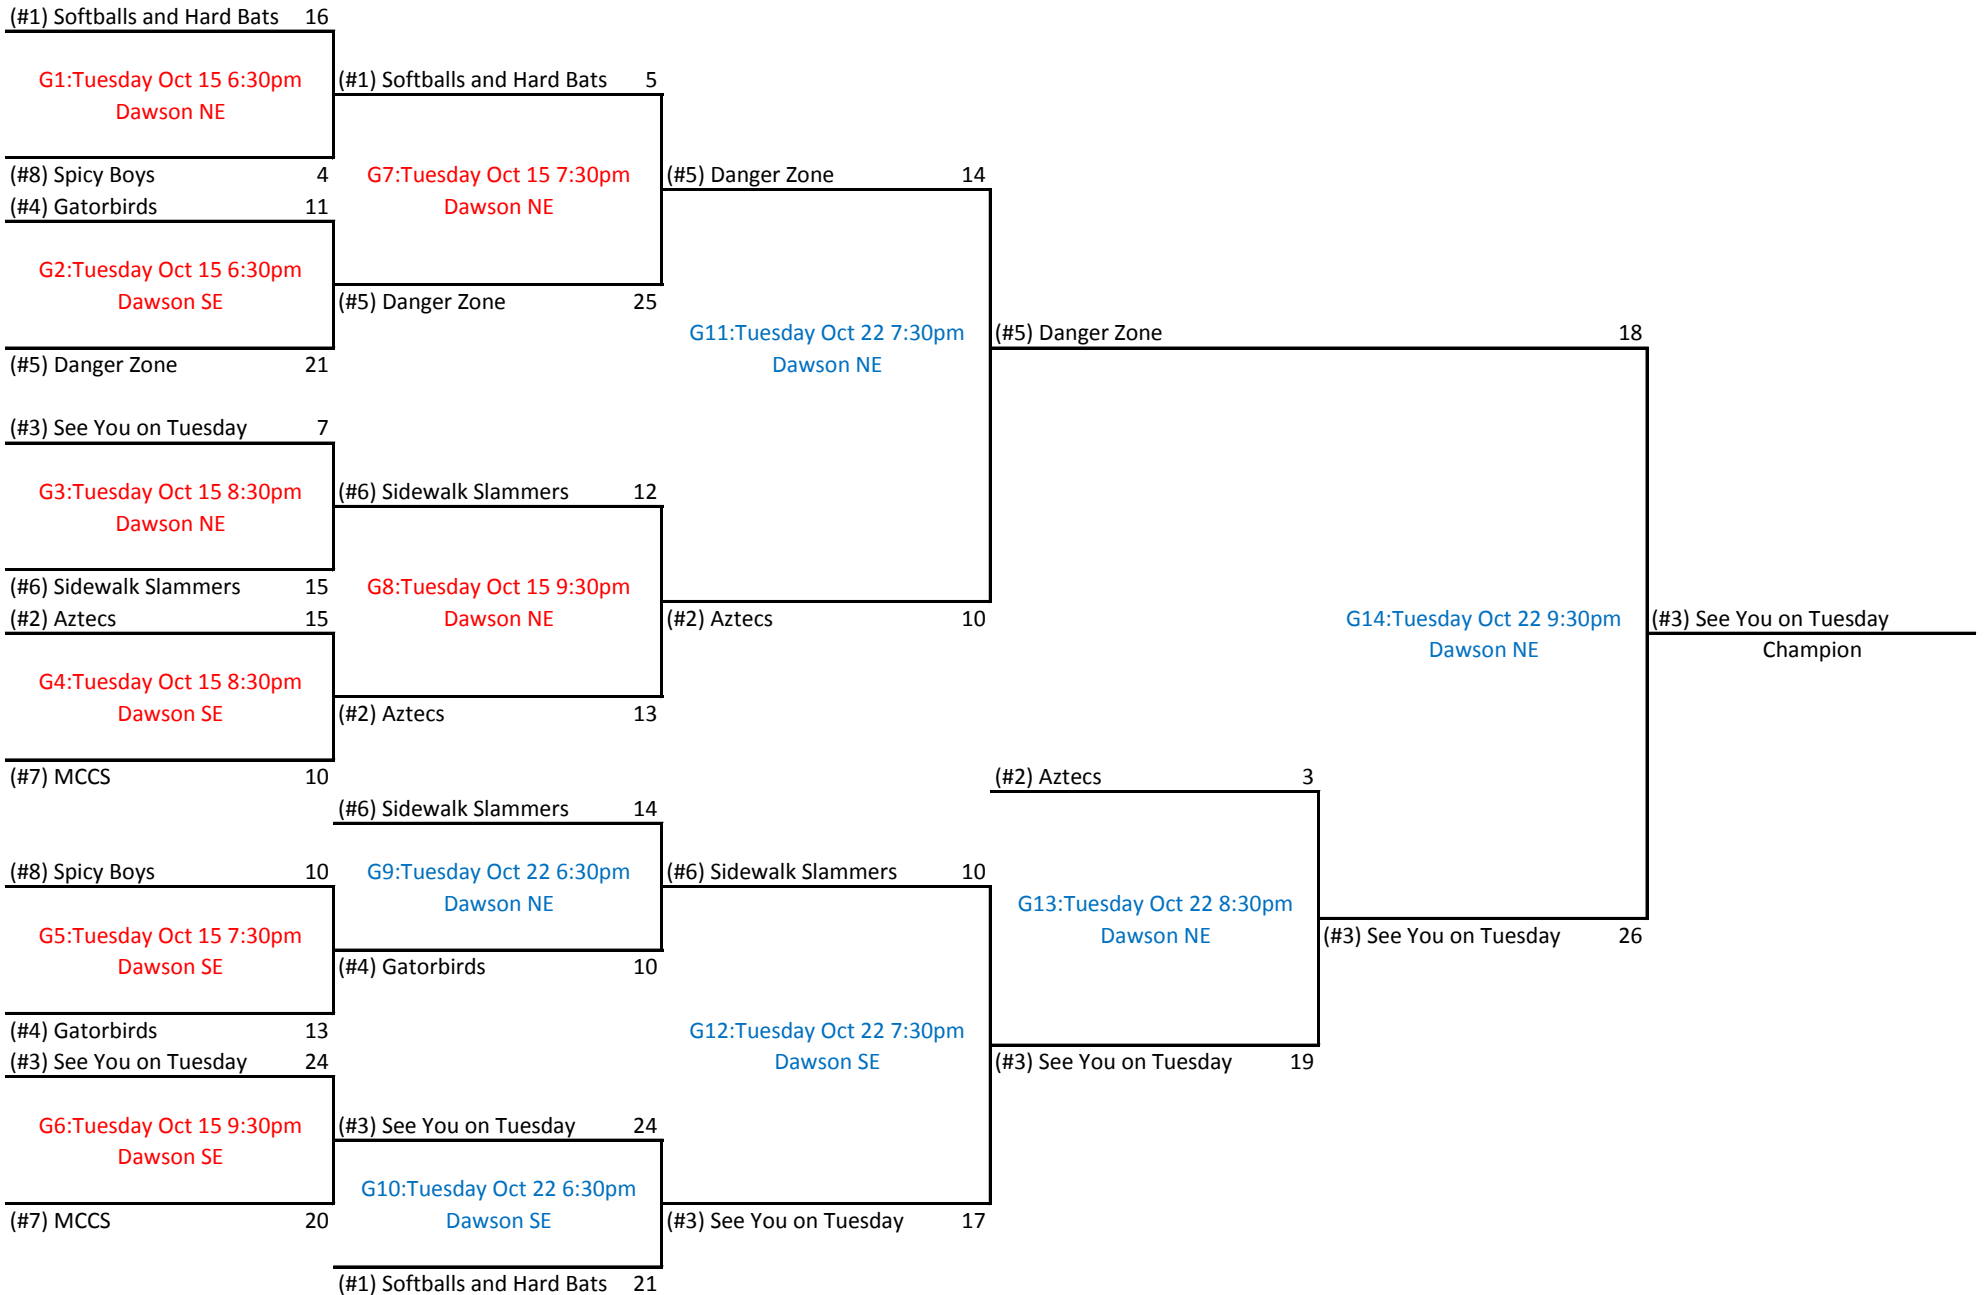 (#1) Softballs and Hard Bats 16
G1:Tuesday Oct 15 6:30pm
Dawson NE
(#8) Spicy Boys 4
(#4) Gatorbirds 11
G2:Tuesday Oct 15 6:30pm
Dawson SE
(#5) Danger Zone 21
(#3) See You on Tuesday 7
G3:Tuesday Oct 15 8:30pm
Dawson NE
(#6) Sidewalk Slammers 15
(#2) Aztecs 15
G4:Tuesday Oct 15 8:30pm
Dawson SE
(#7) MCCS 10
(#8) Spicy Boys 10
G5:Tuesday Oct 15 7:30pm
Dawson SE
(#4) Gatorbirds 13
(#3) See You on Tuesday 24
G6:Tuesday Oct 15 9:30pm
Dawson SE
(#7) MCCS 20
(#1) Softballs and Hard Bats 5
G7:Tuesday Oct 15 7:30pm
Dawson NE
(#5) Danger Zone 25
(#6) Sidewalk Slammers 12
G8:Tuesday Oct 15 9:30pm
Dawson NE
(#2) Aztecs 13
(#6) Sidewalk Slammers 14
G9:Tuesday Oct 22 6:30pm
Dawson NE
(#4) Gatorbirds 10
(#3) See You on Tuesday 24
G10:Tuesday Oct 22 6:30pm
Dawson SE
(#1) Softballs and Hard Bats 21
(#5) Danger Zone 14
G11:Tuesday Oct 22 7:30pm
Dawson NE
(#2) Aztecs 10
(#6) Sidewalk Slammers 10
G12:Tuesday Oct 22 7:30pm
Dawson SE
(#3) See You on Tuesday 17
(#5) Danger Zone 18
(#2) Aztecs 3
G13:Tuesday Oct 22 8:30pm
Dawson NE
(#3) See You on Tuesday 19
G14:Tuesday Oct 22 9:30pm
Dawson NE
(#3) See You on Tuesday 26
(#3) See You on Tuesday
Champion